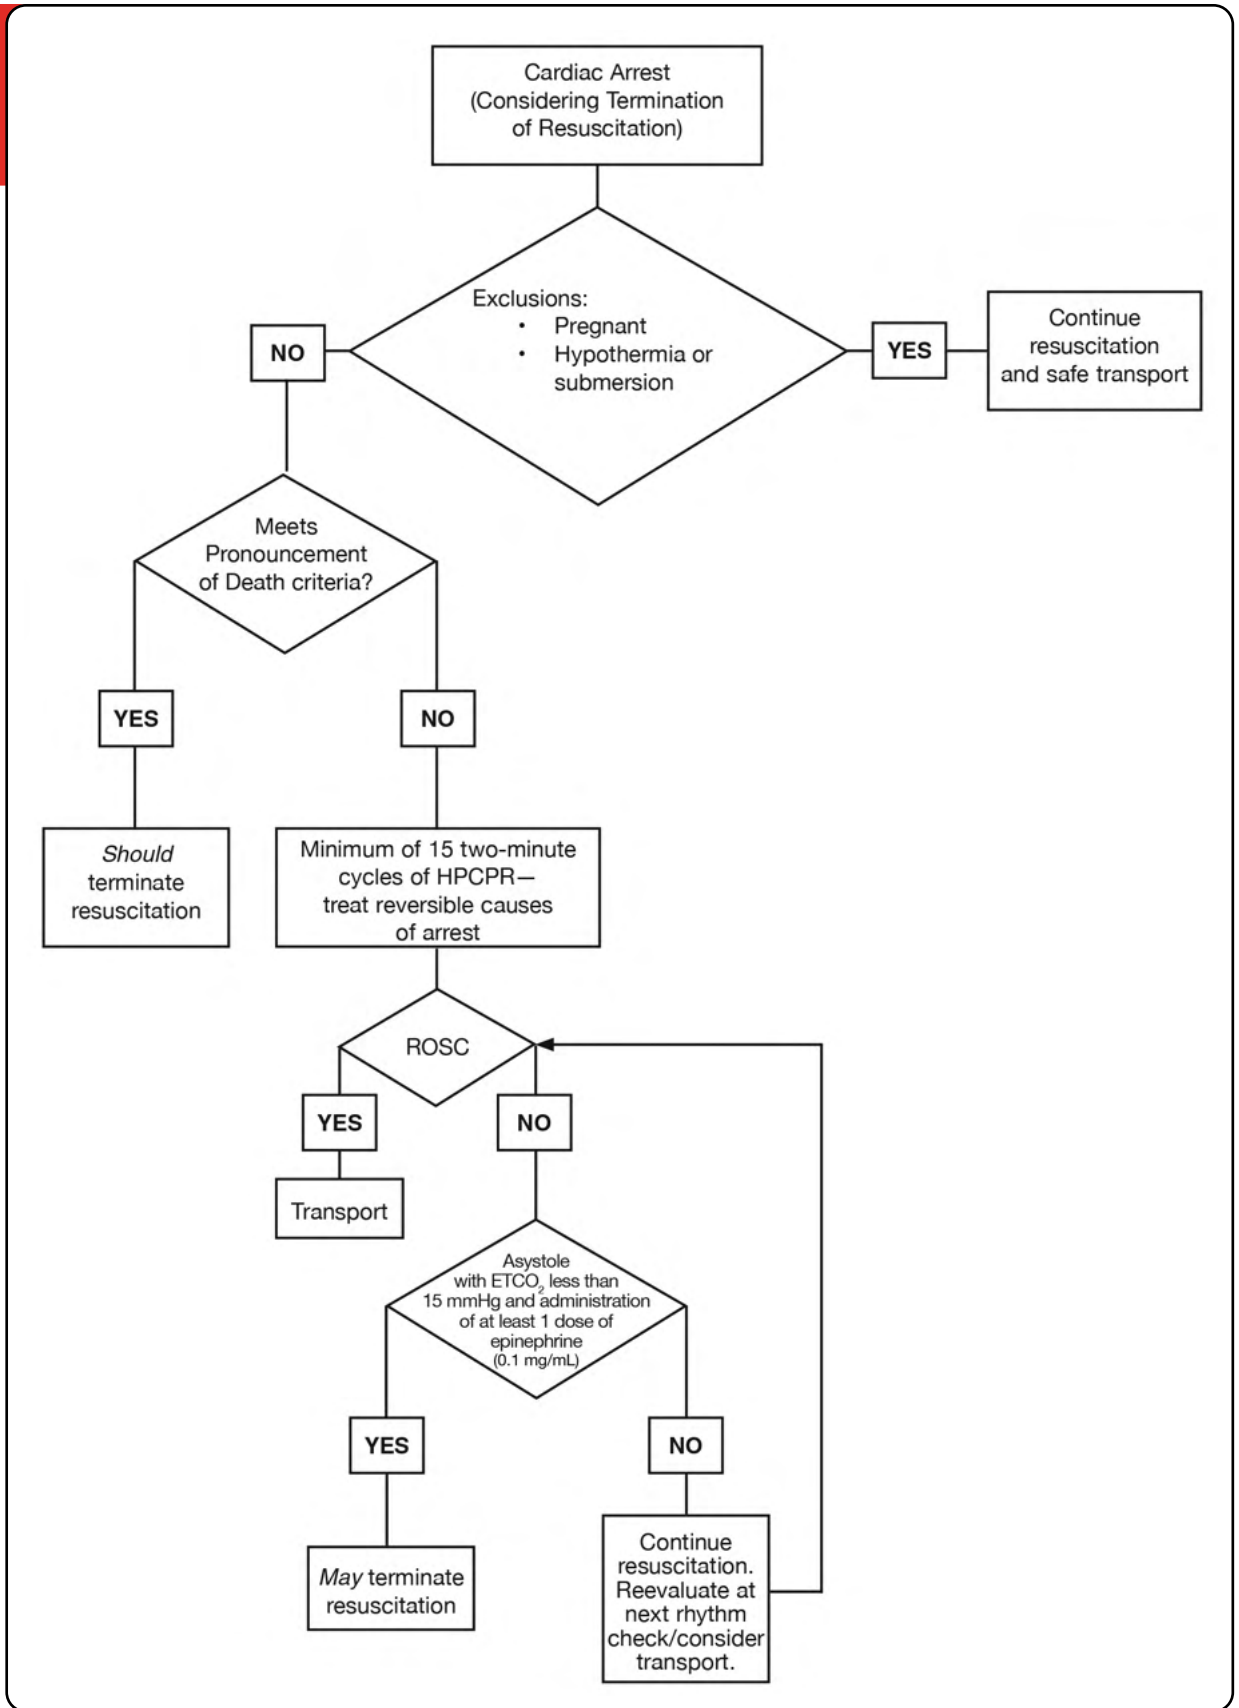 Cardiac Arrest
(Considering Termination
of Resuscitation)
Exclusions:
• Pregnant
• Hypothermia or
submersion
NO
YES
Continue
resuscitation
and safe transport
Meets
Pronouncement
of Death criteria?
YES
NO
Should
terminate
resuscitation
Minimum of 15 two-minute
cycles of HPCPR—
treat reversible causes
of arrest
ROSC
YES
NO
Transport
Asystole
with ETCO₂ less than
15 mmHg and administration
of at least 1 dose of
epinephrine
(0.1 mg/mL)
YES
NO
May terminate
resuscitation
Continue
resuscitation.
Reevaluate at
next rhythm
check/consider
transport.